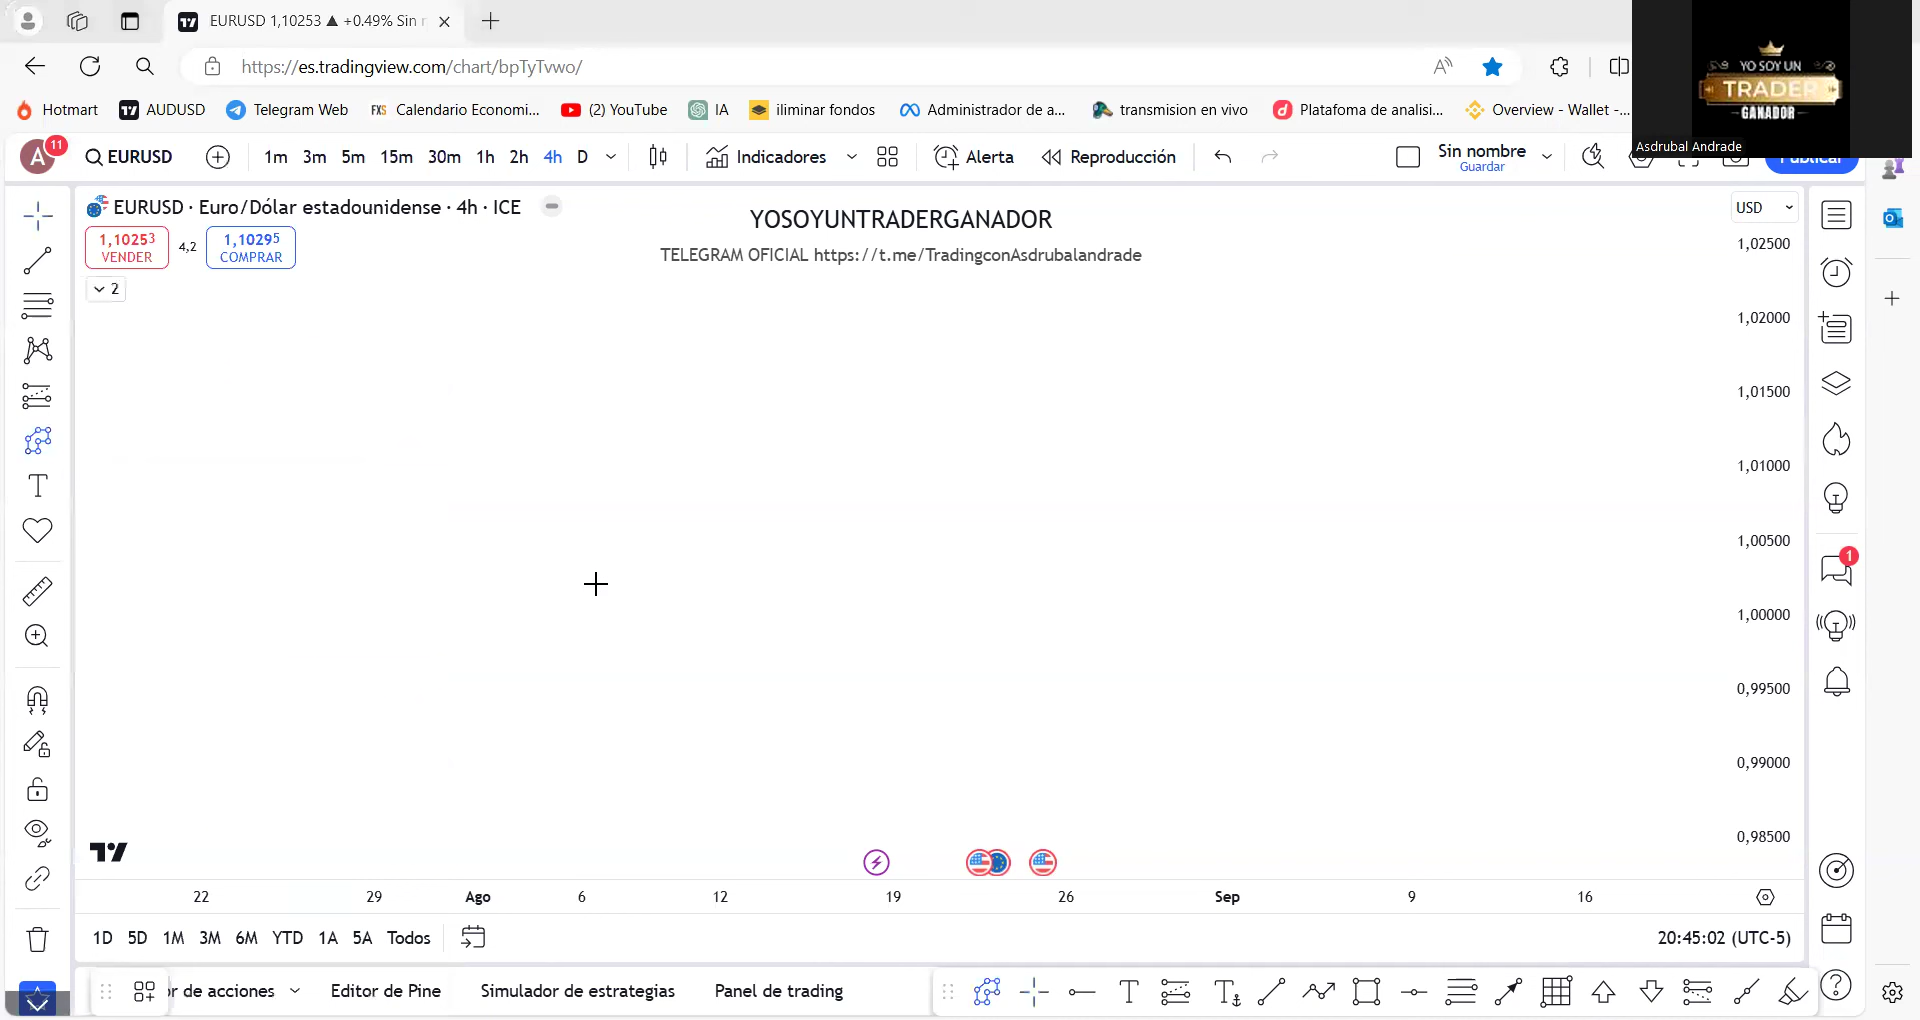 EURUSD 1,10253 ▲ +0.49% Sin
https://es.tradingview.com/chart/bpTyTvwo/
Hotmart AUDUSD Telegram Web FXS Calendario Economi... (2) YouTube IA iliminar fondos Administrador de a... transmision en vivo Platafoma de analisi... Overview - Wallet -...
YO SOY UN
TRADER
GANADOR
Asdrubal Andrade
A 11 EURUSD 1m 3m 5m 15m 30m 1h 2h 4h D Indicadores Alerta Reproducción Sin nombre
Guardar
Publicar
EURUSD · Euro/Dólar estadounidense · 4h · ICE
1,10253 4,2 1,10295
VENDER COMPRAR
2
YOSOYUNTRADERGANADOR
TELEGRAM OFICIAL https://t.me/TradingconAsdrubalandrade
USD
1,02500
1,02000
1,01500
1,01000
1,00500
1
1,00000
0,99500
0,99000
0,98500
22 29 Ago 6 12 19 26 Sep 9 16
1D 5D 1M 3M 6M YTD 1A 5A Todos
20:45:02 (UTC-5)
r de acciones Editor de Pine Simulador de estrategias Panel de trading